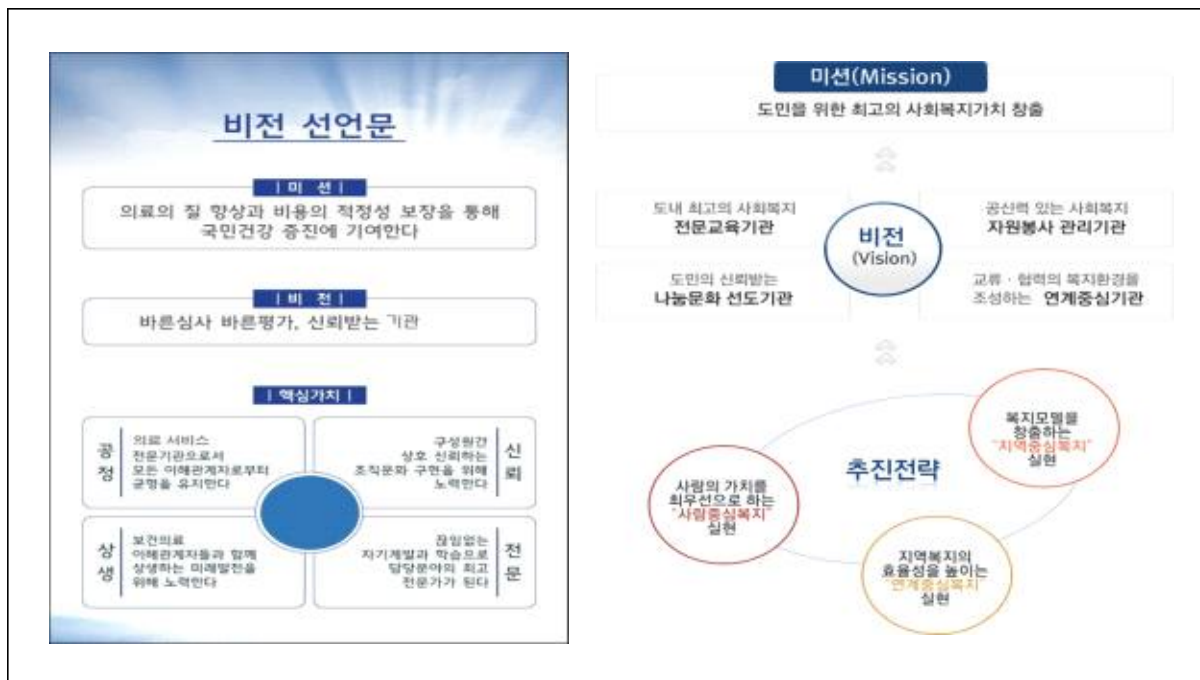 비전 선언문
| 미 션 |
의료의 질 향상과 비용의 적정성 보장을 통해
국민건강 증진에 기여한다
| 비 전 |
바른심사 바른평가, 신뢰받는 기관
| 핵심가치 |
공정
의료 서비스
전문기관으로서
모든 이해관계자로부터
균형을 유지한다
구성원간
상호 신뢰하는
조직문화 구현을 위해
노력한다
신뢰
상생
보건의료
이해관계자들과 함께
상생하는 미래발전을
위해 노력한다
끊임없는
자기계발과 학습으로
담당분야의 최고
전문가가 된다
전문
미션(Mission)
도민을 위한 최고의 사회복지가치 창출
도내 최고의 사회복지
전문교육기관
공신력 있는 사회복지
자원봉사 관리기관
비전
(Vision)
도민의 신뢰받는
나눔문화 선도기관
교류 · 협력의 복지환경을
조성하는 연계중심기관
복지모델을
창출하는
"지역중심복지"
실현
추진전략
사람의 가치를
최우선으로 하는
"사람중심복지"
실현
지역복지의
효율성을 높이는
"연계중심복지
실현